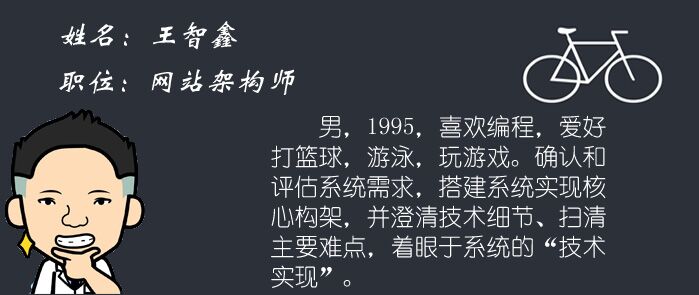 姓名：王智鑫
职位：网站架构师
男，1995，喜欢编程，爱好
打篮球，游泳，玩游戏。确认和
评估系统需求，搭建系统实现核
心构架，并澄清技术细节、扫清
主要难点，着眼于系统的“技术
实现”。